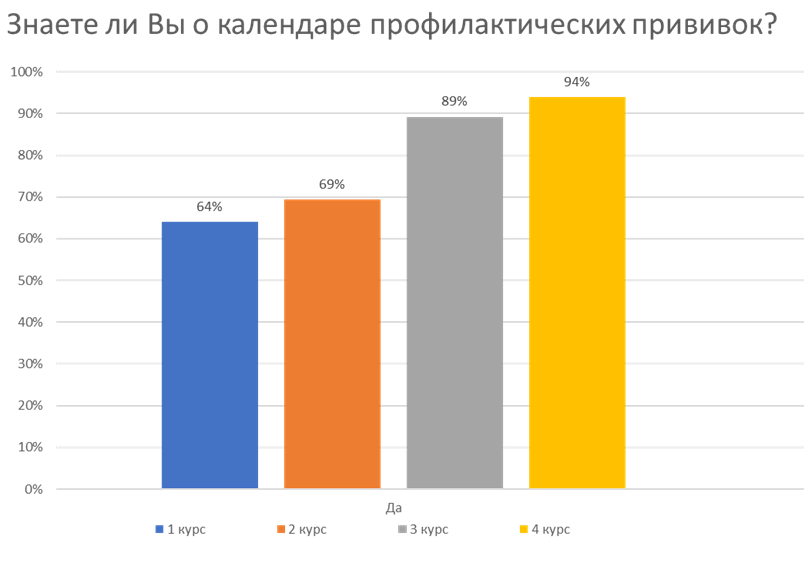 Знаете ли Вы о календаре профилактических прививок?
100%
90%
80%
70%
60%
50%
40%
30%
20%
10%
0%
64%
69%
89%
94%
Да
1 курс
2 курс
3 курс
4 курс